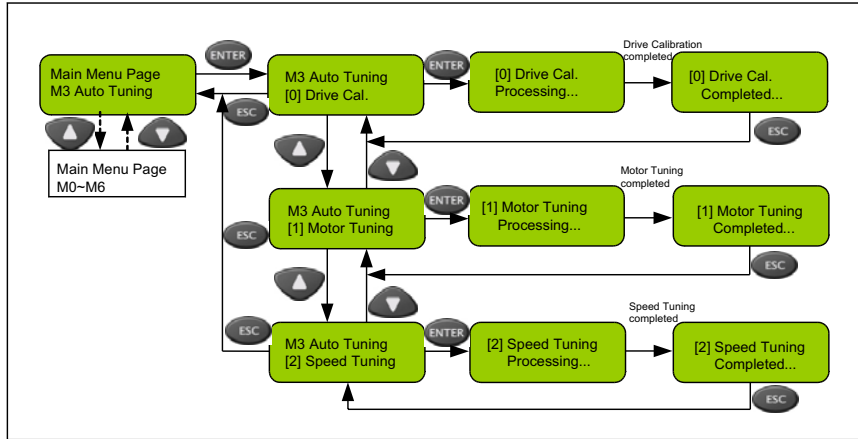 ENTER
Main Menu Page
M3 Auto Tuning
Main Menu Page
M0~M6
M3 Auto Tuning
[0] Drive Cal.
ESC
ENTER
[0] Drive Cal.
Processing...
Drive Calibration
completed
[0] Drive Cal.
Completed...
ESC
M3 Auto Tuning
[1] Motor Tuning
ESC
ENTER
[1] Motor Tuning
Processing...
Motor Tuning
completed
[1] Motor Tuning
Completed...
ESC
ESC
M3 Auto Tuning
[2] Speed Tuning
ENTER
[2] Speed Tuning
Processing...
Speed Tuning
completed
[2] Speed Tuning
Completed...
ESC